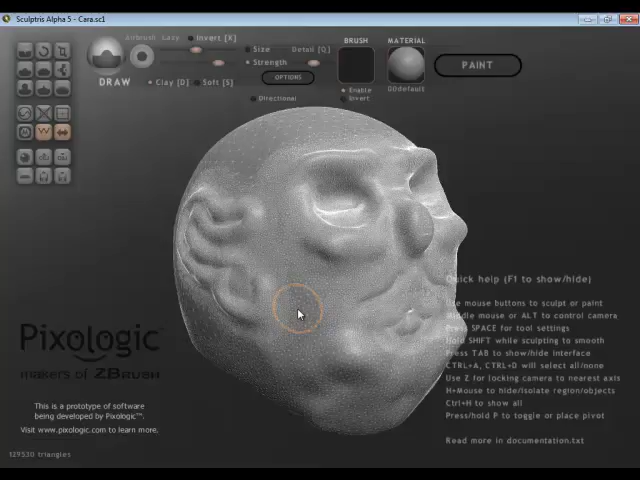 Sculptris Alpha 5 - Cara.sc1
Airbrush Lazy Invert [X]
Size Detail [Q]
Strength
DRAW Clay [D] Soft [S]
OPTIONS
Directional
BRUSH
Enable
Invert
MATERIAL
00default
PAINT
Quick help (F1 to show/hide)
Use mouse buttons to sculpt or paint
Middle mouse or ALT to control camera
Press SPACE for tool settings
Hold SHIFT while sculpting to smooth
Press TAB to show/hide interface
CTRL+A, CTRL+D will select all/none
Use Z for locking camera to nearest axis
H+Mouse to hide/isolate region/objects
Ctrl+H to show all
Press/hold P to toggle or place pivot
Read more in documentation.txt
Pixologic
makers of ZBRUSH
This is a prototype of software
being developed by Pixologic™.
Visit www.pixologic.com to learn more.
129530 triangles